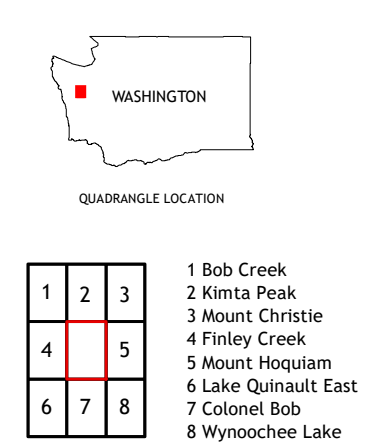 WASHINGTON
QUADRANGLE LOCATION
1 2 3
4 5
6 7 8
1 Bob Creek
2 Kimta Peak
3 Mount Christie
4 Finley Creek
5 Mount Hoquiam
6 Lake Quinault East
7 Colonel Bob
8 Wynoochee Lake